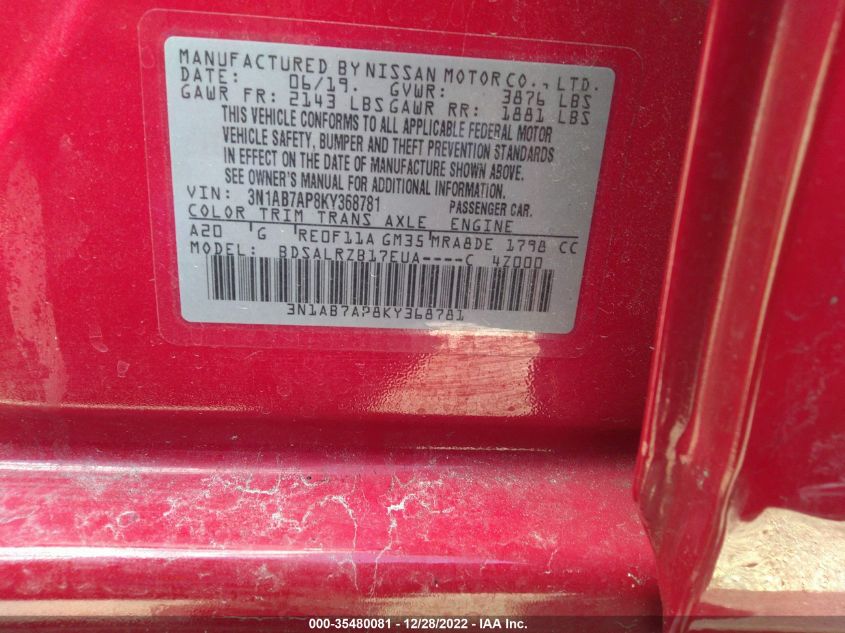 MANUFACTURED BY NISSAN MOTOR CO., LTD.
DATE: 06/19. GVWR: 3876 LBS
GAWR FR: 2143 LBS GAWR RR: 1881 LBS
THIS VEHICLE CONFORMS TO ALL APPLICABLE FEDERAL MOTOR
VEHICLE SAFETY, BUMPER AND THEFT PREVENTION STANDARDS
IN EFFECT ON THE DATE OF MANUFACTURE SHOWN ABOVE.
SEE OWNER'S MANUAL FOR ADDITIONAL INFORMATION.
VIN: 3N1AB7AP8KY368781 PASSENGER CAR.
COLOR TRIM TRANS AXLE ENGINE
A20 G RE0F11A GM35 MRA8DE 1798 CC
MODEL: BDSALRZB17EUA----C 4Z000
3N1AB7AP8KY368781
000-35480081 - 12/28/2022 - IAA Inc.